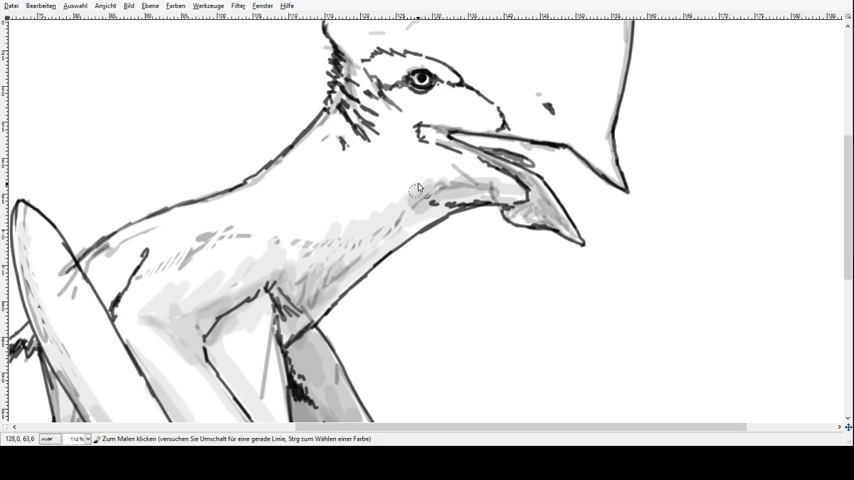 Datei Bearbeiten Auswahl Ansicht Bild Ebene Farben Werkzeuge Filter Fenster Hilfe
128,0, 63,6 mm 114% Zum Malen klicken (versuchen Sie Umschalt für eine gerade Linie, Strg zum Wählen einer Farbe)